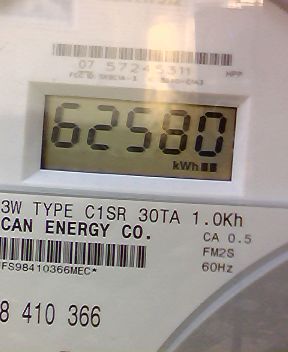 07 57245311
HPP
62580
kWh
3W TYPE C1SR 30TA 1.0Kh
CAN ENERGY CO.
CA 0.5
FM2S
60Hz
FS98410366MEC*
8 410 366